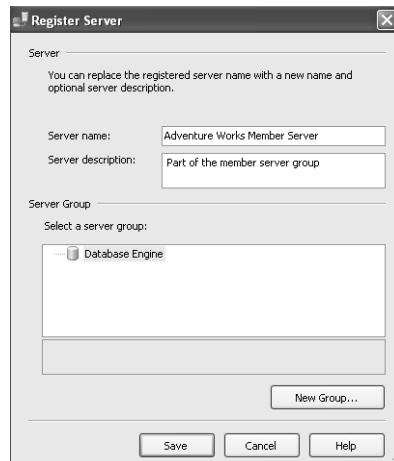 Register Server
Server
You can replace the registered server name with a new name and
optional server description.
Server name:
Adventure Works Member Server
Server description:
Part of the member server group
Server Group
Select a server group:
Database Engine
New Group...
Save
Cancel
Help